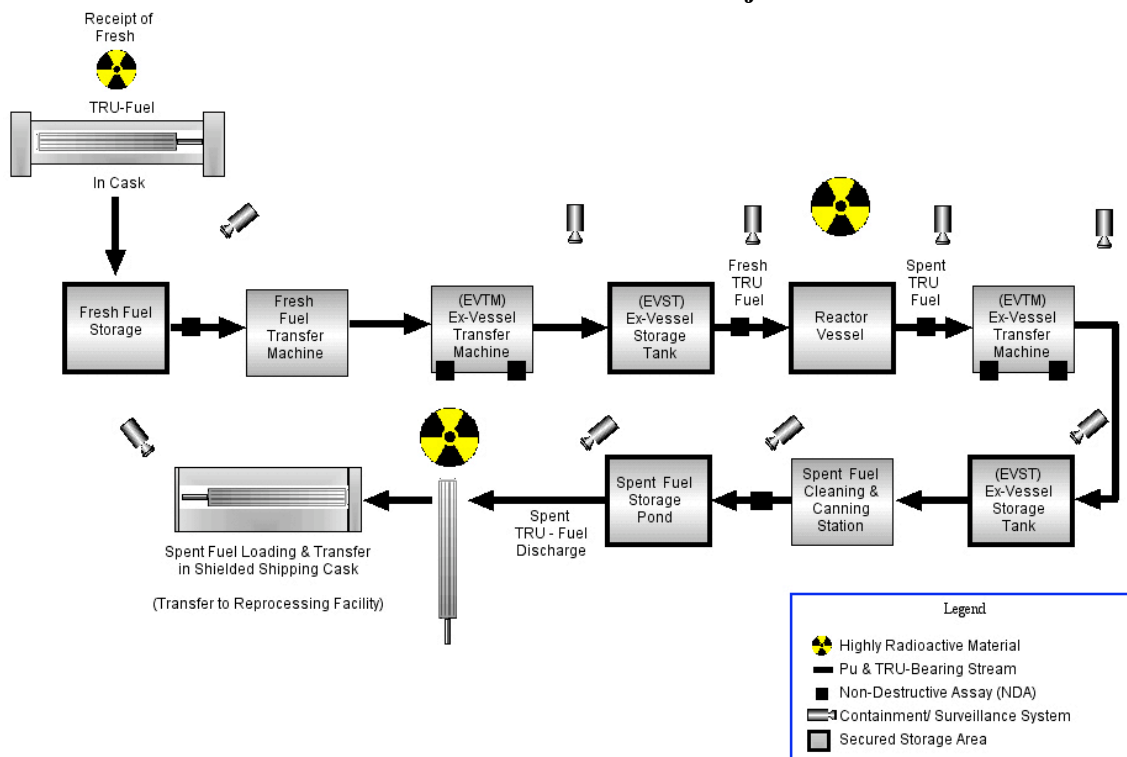 Receipt of
Fresh
TRU-Fuel
In Cask
Fresh Fuel
Storage
Fresh
Fuel
Transfer
Machine
(EVTM)
Ex-Vessel
Transfer
Machine
(EVST)
Ex-Vessel
Storage
Tank
Fresh
TRU
Fuel
Reactor
Vessel
Spent
TRU
Fuel
(EVTM)
Ex-Vessel
Transfer
Machine
(EVST)
Ex-Vessel
Storage
Tank
Spent Fuel
Cleaning &
Canning
Station
Spent Fuel
Storage
Pond
Spent
TRU - Fuel
Discharge
Spent Fuel Loading & Transfer
in Shielded Shipping Cask
(Transfer to Reprocessing Facility)
Legend
Highly Radioactive Material
Pu & TRU-Bearing Stream
Non-Destructive Assay (NDA)
Containment/ Surveillance System
Secured Storage Area